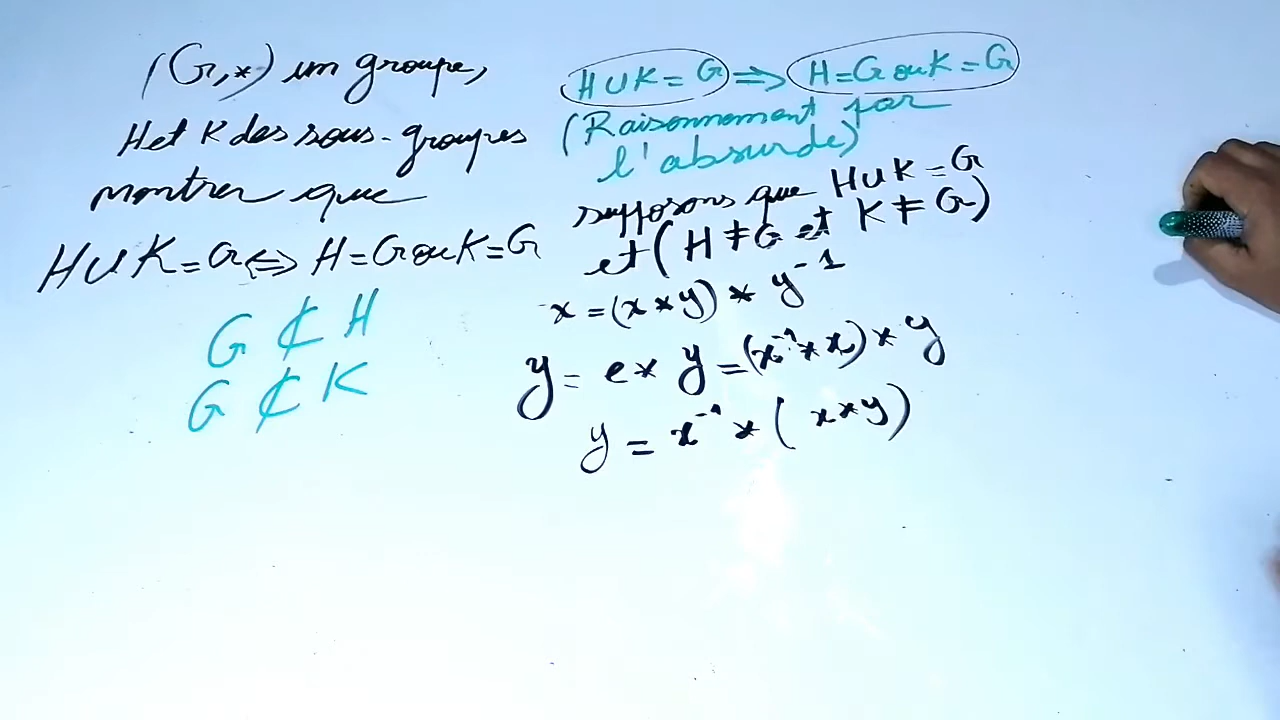 (G,*) un groupe,
H et K des sous-groupes
montrer que
HUK=G⇔H=G ou K=G
G ⊄ H
G ⊄ K
HUK=G⇒H=G ou K=G
(Raisonnement par
l'absurde)
supposons que HUK=G
et (H≠G et K≠G)
x=(x*y)*y⁻¹
y=e*y=(x⁻¹*x)*y
y=x⁻¹*(x*y)